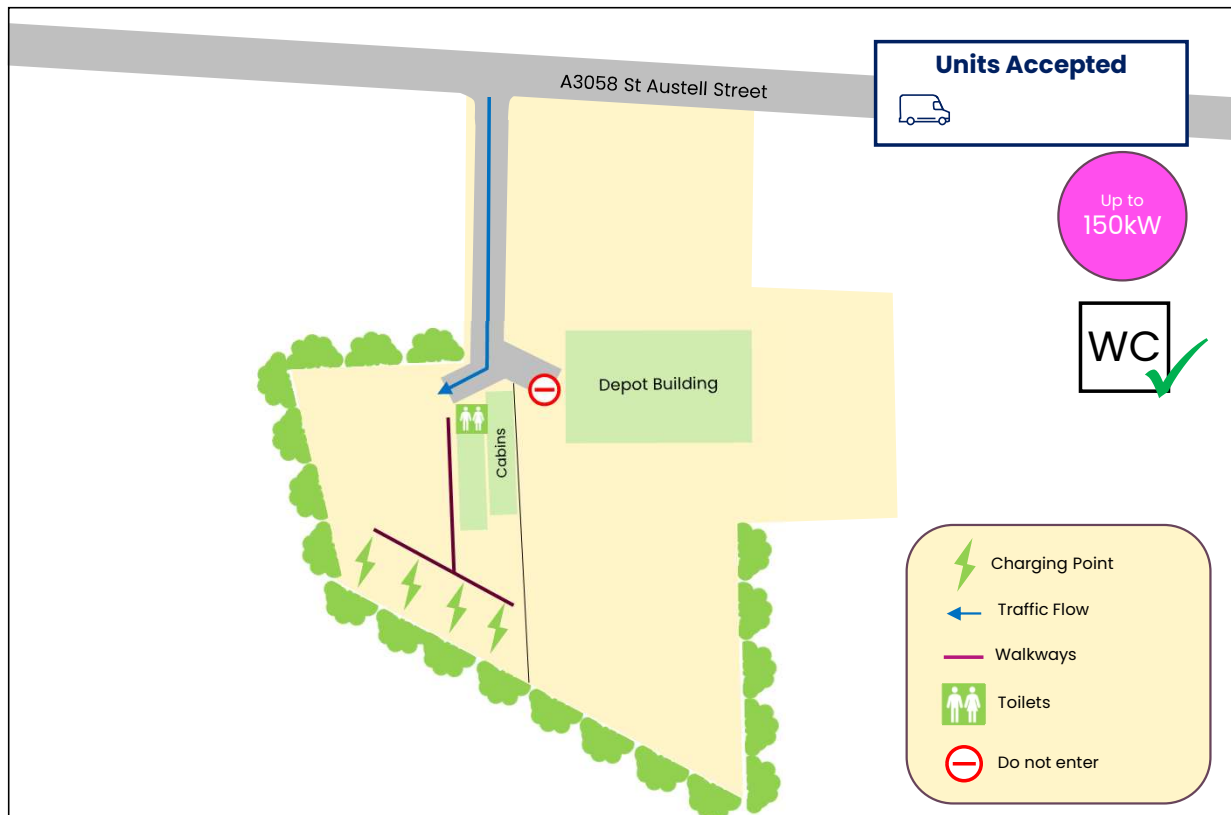 A3058 St Austell Street
Units Accepted
Up to
150kW
WC
Depot Building
Cabins
Charging Point
Traffic Flow
Walkways
Toilets
Do not enter